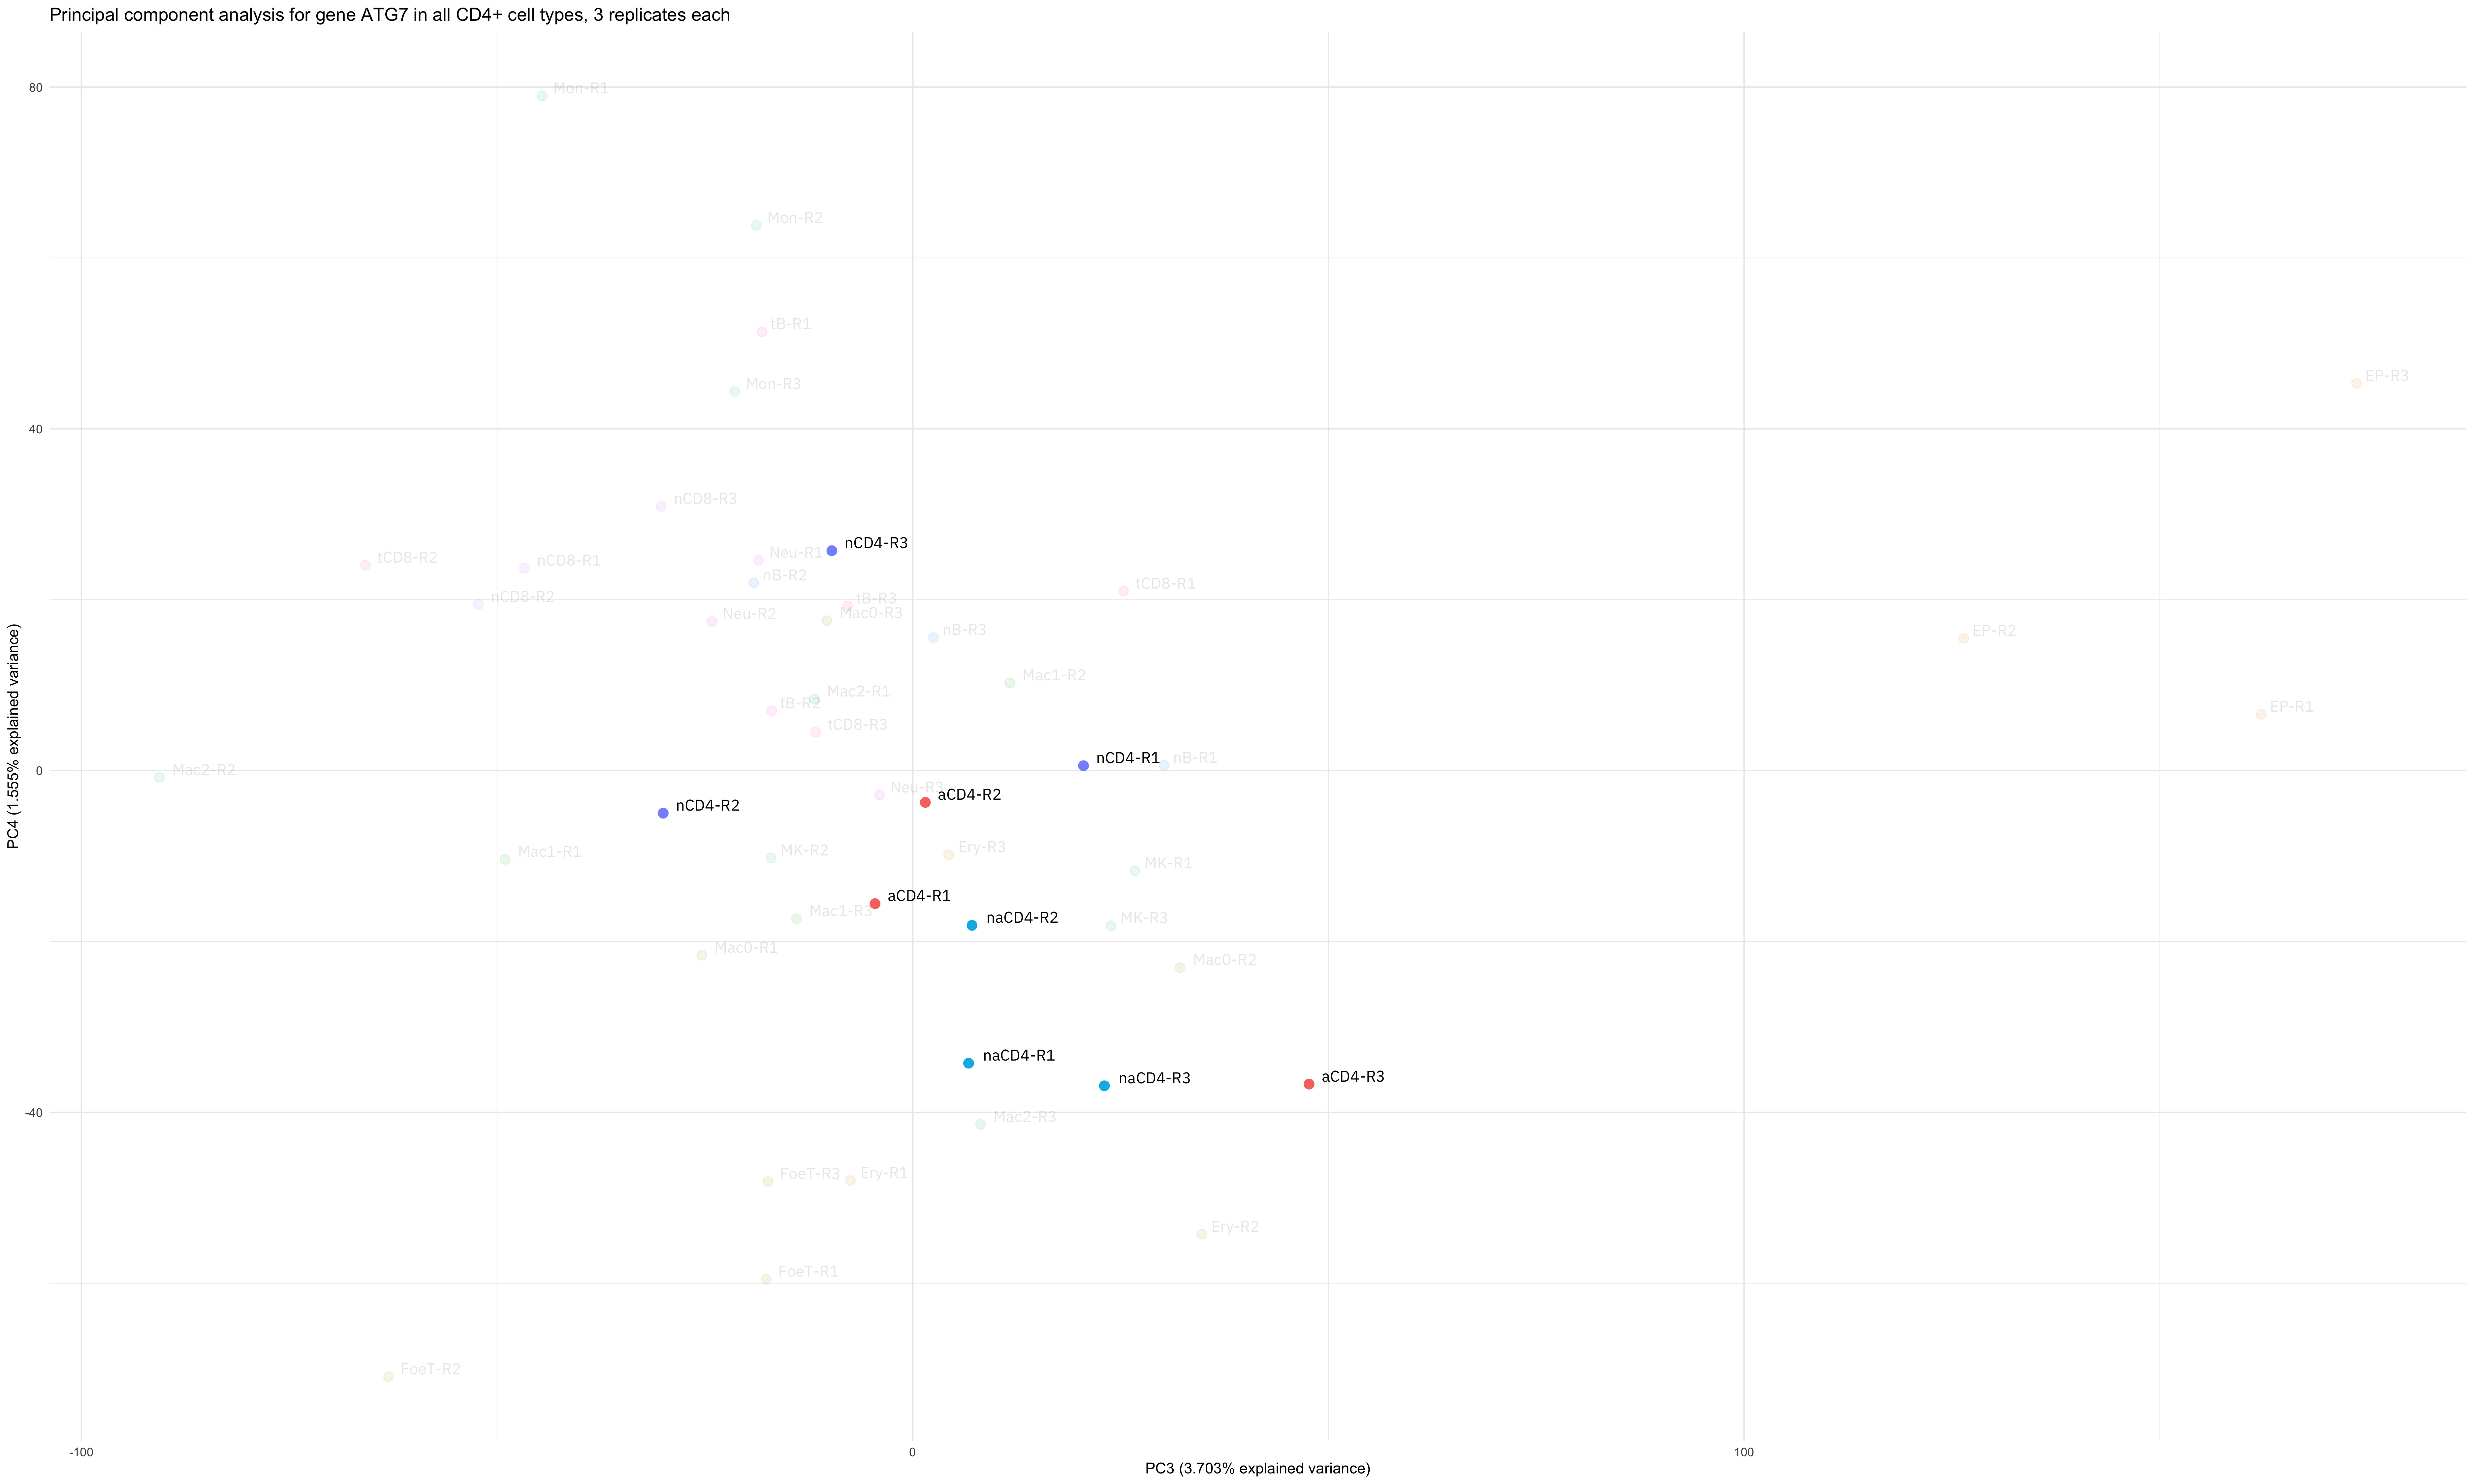 Principal component analysis for gene ATG7 in all CD4+ cell types, 3 replicates each
80
Mon-R1
Mon-R2
tB-R1
Mon-R3
EP-R3
40
nCD8-R3
nCD4-R3
Neu-R1
tCD8-R2
nCD8-R1
nB-R2
tCD8-R1
nCD8-R2
tB-R3
Neu-R2
Mac0-R3
nB-R3
EP-R2
Mac1-R2
Mac2-R1
tB-R2
EP-R1
tCD8-R3
nCD4-R1
nB-R1
0
Mac2-R2
Neu-R3
aCD4-R2
nCD4-R2
PC4 (1.555% explained variance)
Mac1-R1
MK-R2
Ery-R3
MK-R1
aCD4-R1
Mac1-R3
naCD4-R2
MK-R3
Mac0-R1
Mac0-R2
naCD4-R1
naCD4-R3
aCD4-R3
-40
Mac2-R3
FoeT-R3
Ery-R1
Ery-R2
FoeT-R1
FoeT-R2
-100
0
100
PC3 (3.703% explained variance)